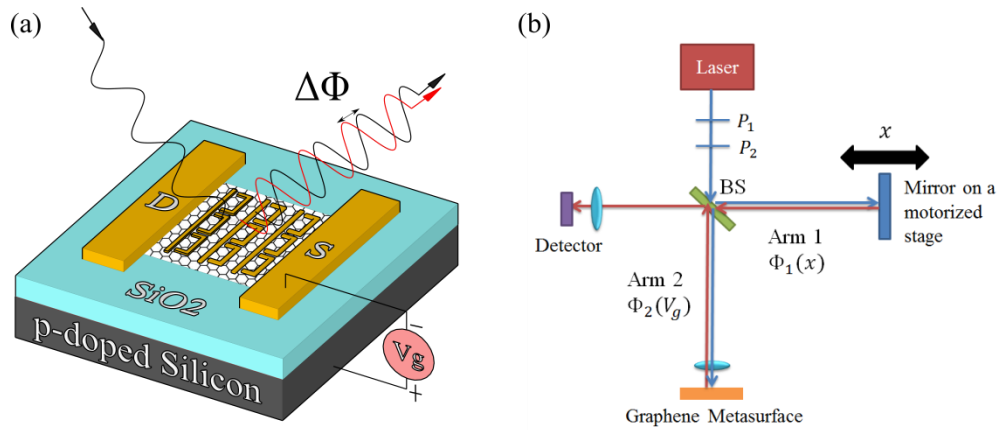 (a)
ΔΦ
D
S
SiO2
p-doped Silicon
−
Vg
+
(b)
Laser
P₁
P₂
x
BS
Mirror on a
motorized
stage
Detector
Arm 1
Φ₁(x)
Arm 2
Φ₂(V_g)
Graphene Metasurface